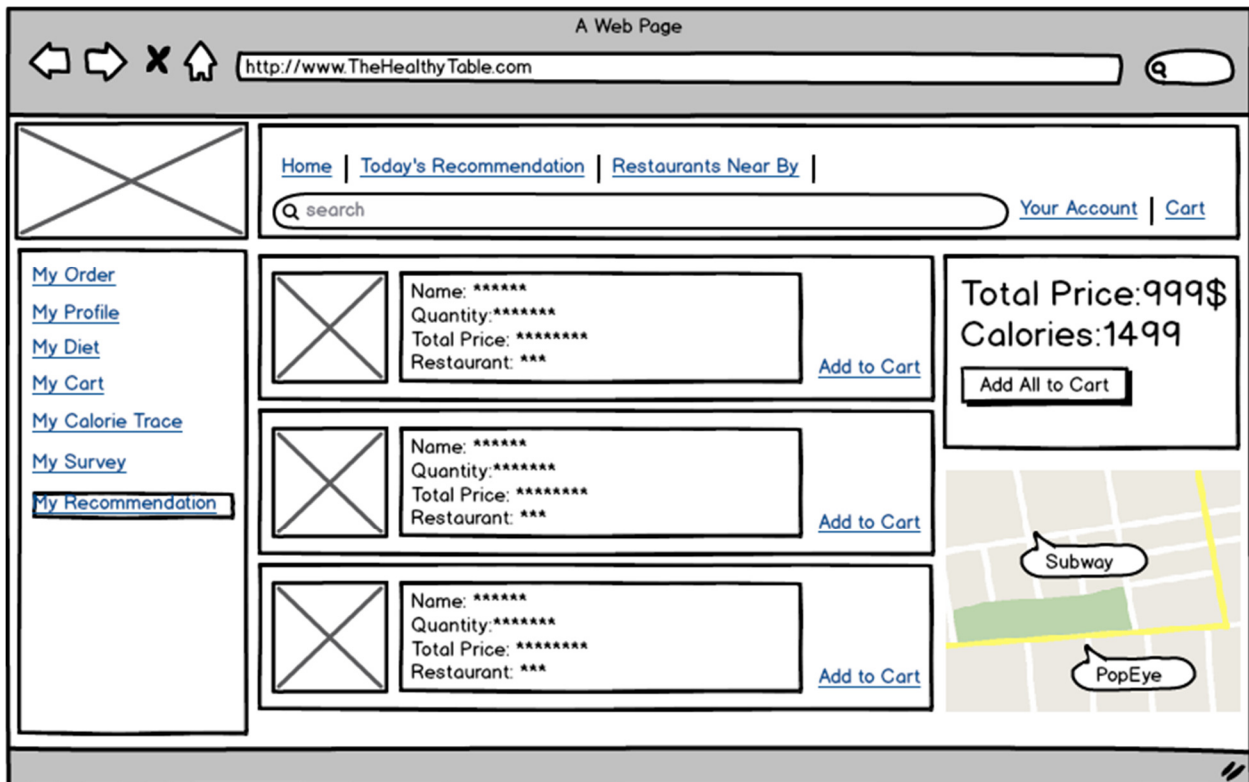 A Web Page
http://www.TheHealthyTable.com
Home | Today's Recommendation | Restaurants Near By |
search
Your Account | Cart
My Order
My Profile
My Diet
My Cart
My Calorie Trace
My Survey
My Recommendation
Name: ******
Quantity:*******
Total Price: ********
Restaurant: ***
Add to Cart
Name: ******
Quantity:*******
Total Price: ********
Restaurant: ***
Add to Cart
Name: ******
Quantity:*******
Total Price: ********
Restaurant: ***
Add to Cart
Total Price:999$
Calories:1499
Add All to Cart
Subway
PopEye